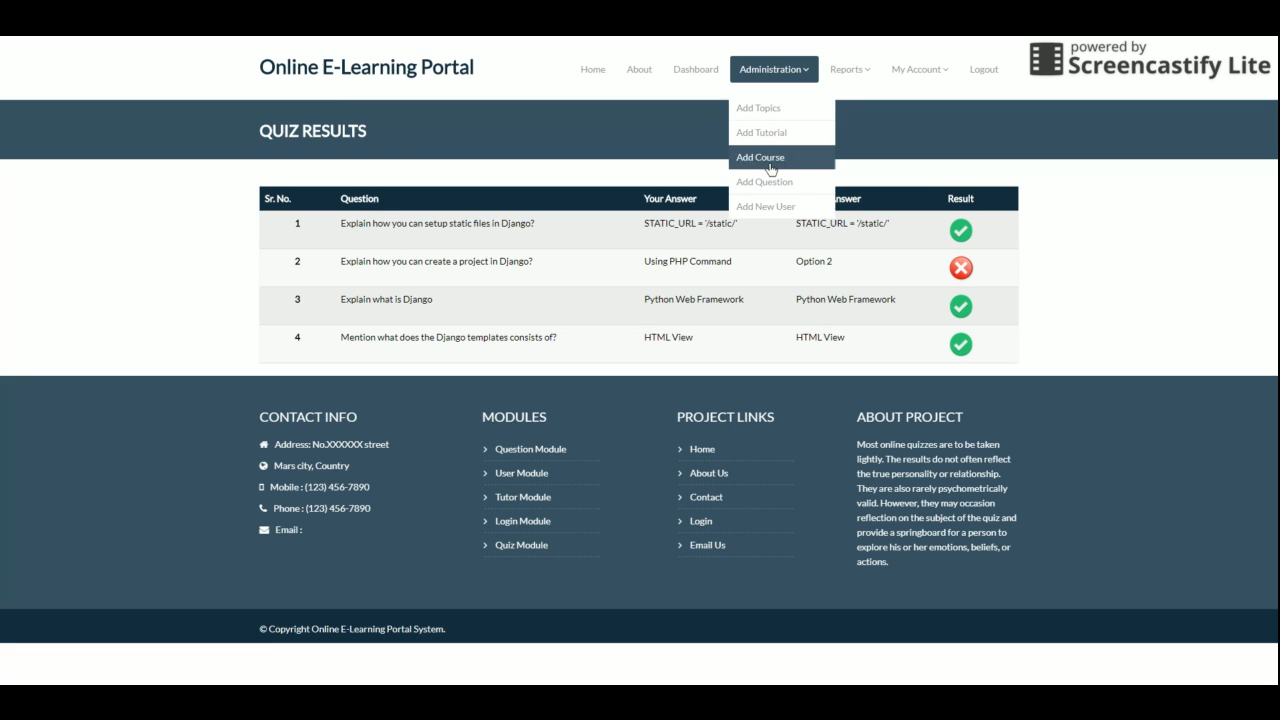 powered by
Screencastify Lite
Online E-Learning Portal
Home About Dashboard Administration Reports My Account Logout
Add Topics
Add Tutorial
Add Course
Add Question
Add New User
QUIZ RESULTS
Sr. No. Question Your Answer nswer Result
1 Explain how you can setup static files in Django? STATIC_URL = '/static/' STATIC_URL = '/static/'
2 Explain how you can create a project in Django? Using PHP Command Option 2
3 Explain what is Django Python Web Framework Python Web Framework
4 Mention what does the Django templates consists of? HTML View HTML View
CONTACT INFO
Address: No.XXXXXX street
Mars city, Country
Mobile : (123) 456-7890
Phone : (123) 456-7890
Email :
MODULES
Question Module
User Module
Tutor Module
Login Module
Quiz Module
PROJECT LINKS
Home
About Us
Contact
Login
Email Us
ABOUT PROJECT
Most online quizzes are to be taken
lightly. The results do not often reflect
the true personality or relationship.
They are also rarely psychometrically
valid. However, they may occasion
reflection on the subject of the quiz and
provide a springboard for a person to
explore his or her emotions, beliefs, or
actions.
© Copyright Online E-Learning Portal System.